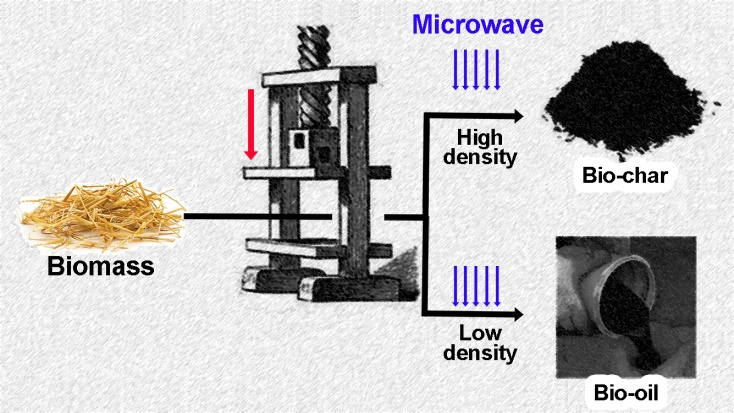 Microwave
High
density
Bio-char
Biomass
Low
density
Bio-oil